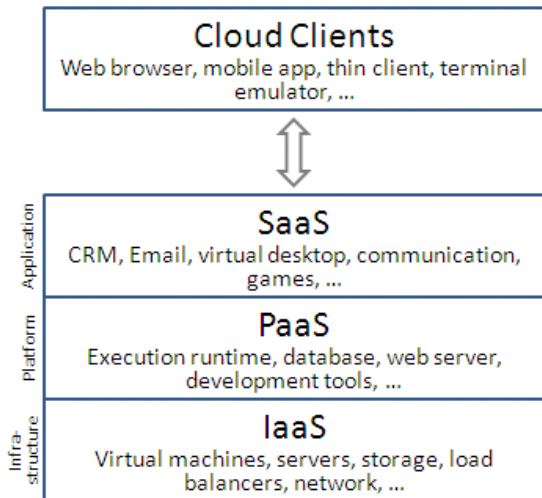 Cloud Clients
Web browser, mobile app, thin client, terminal
emulator, ...
Application
SaaS
CRM, Email, virtual desktop, communication,
games, ...
Platform
PaaS
Execution runtime, database, web server,
development tools, ...
Infra-
structure
IaaS
Virtual machines, servers, storage, load
balancers, network, ...